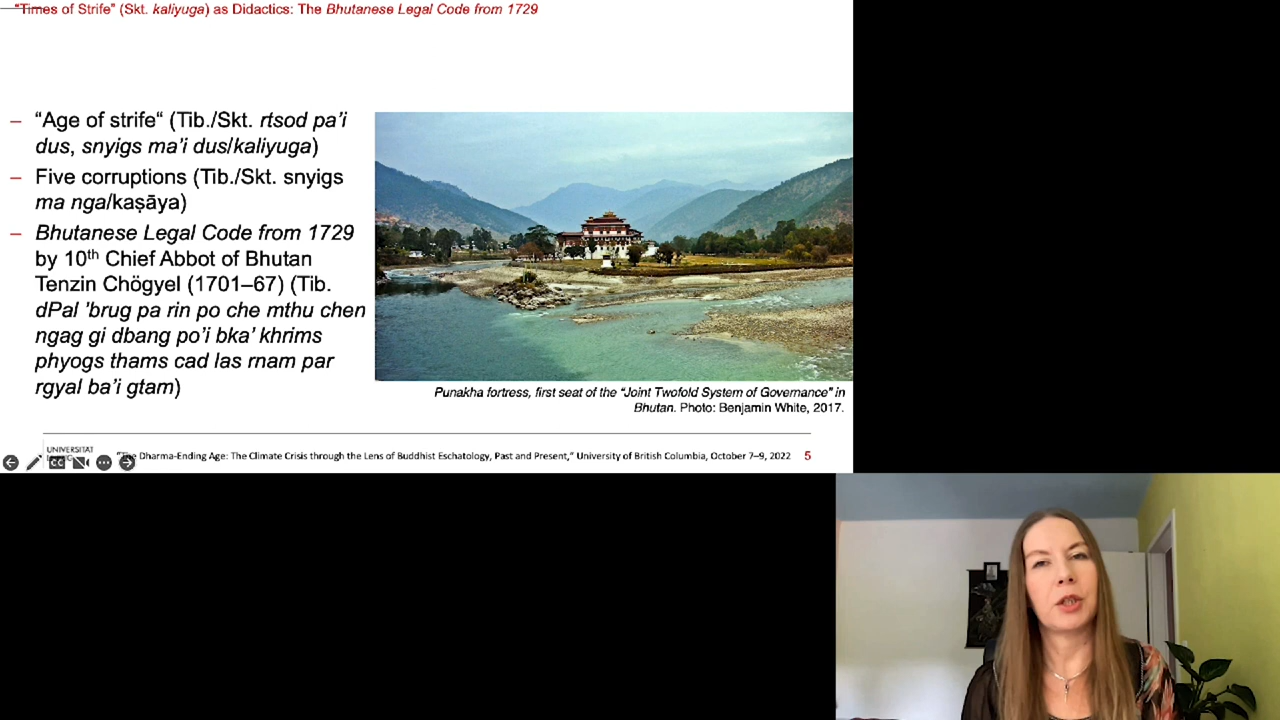 “Times of Strife” (Skt. kaliyuga) as Didactics: The Bhutanese Legal Code from 1729
– “Age of strife“ (Tib./Skt. rtsod pa’i
dus, snyigs ma’i dus/kaliyuga)
– Five corruptions (Tib./Skt. snyigs
ma nga/kaṣāya)
– Bhutanese Legal Code from 1729
by 10th Chief Abbot of Bhutan
Tenzin Chögyel (1701–67) (Tib.
dPal ’brug pa rin po che mthu chen
ngag gi dbang po’i bka’ khrims
phyogs thams cad las rnam par
rgyal ba’i gtam)
Punakha fortress, first seat of the “Joint Twofold System of Governance” in
Bhutan. Photo: Benjamin White, 2017.
UNIVERSITÄT
CC
“The Dharma-Ending Age: The Climate Crisis through the Lens of Buddhist Eschatology, Past and Present,” University of British Columbia, October 7–9, 2022 5